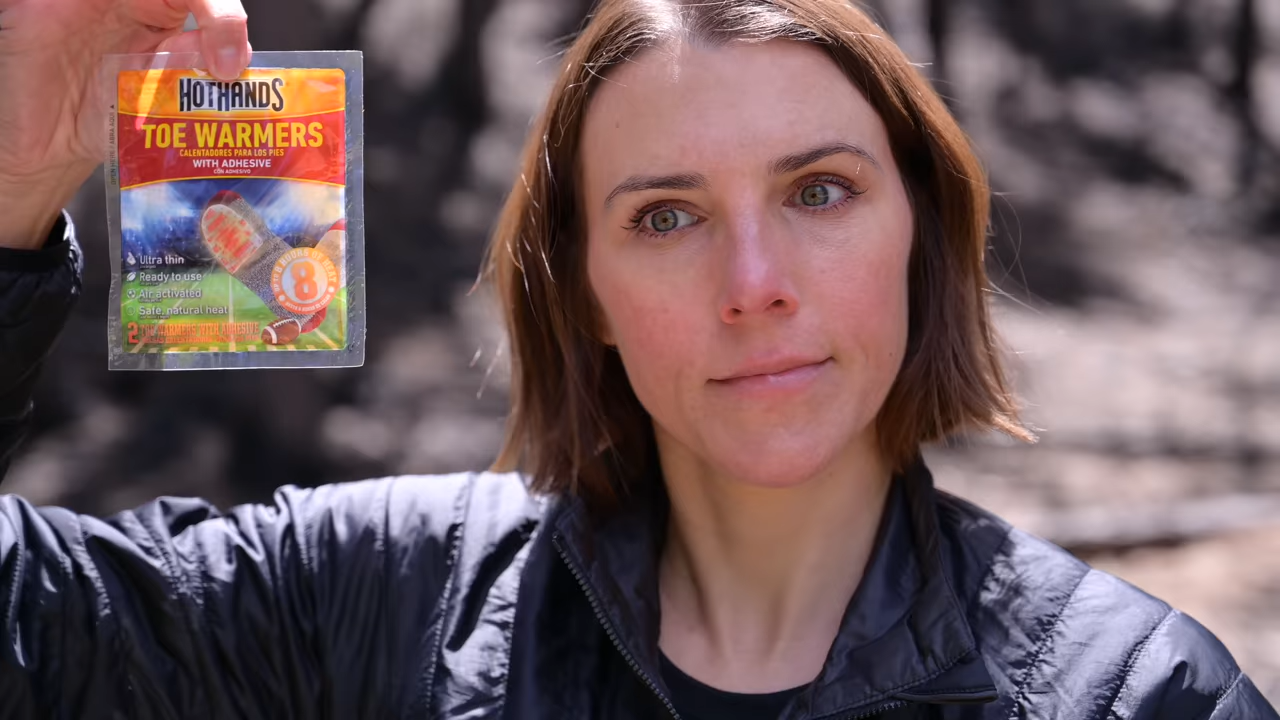 HOTHANDS
TOE WARMERS
CALENTADORES PARA LOS PIES
WITH ADHESIVE
CON ADHESIVO
Ultra thin
Ready to use
Air activated
Safe, natural heat
8
2 TOE WARMERS WITH ADHESIVE